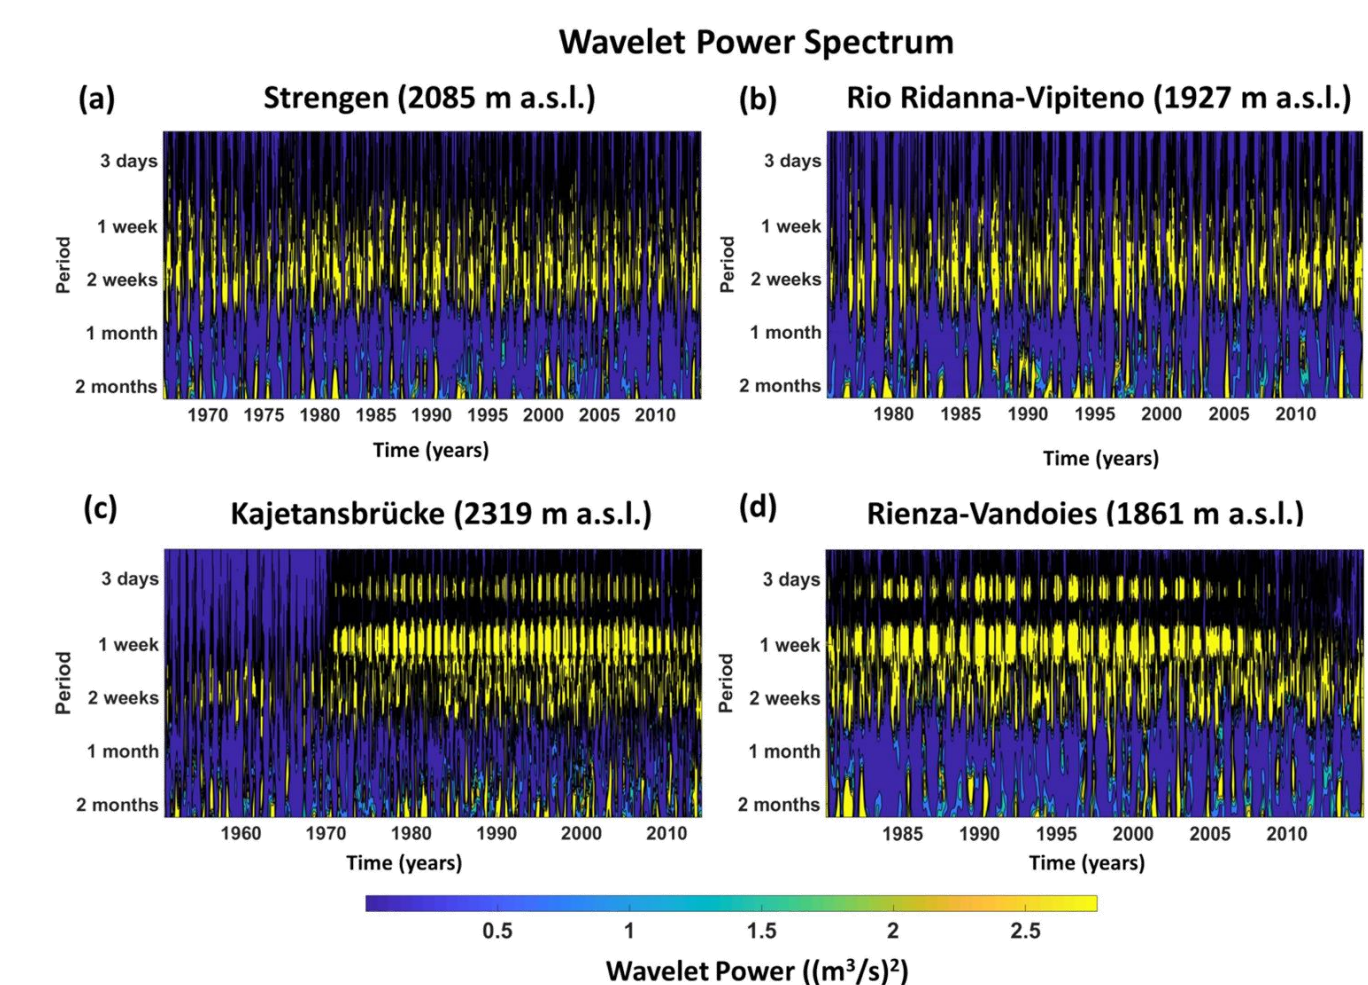 Wavelet Power Spectrum
(a) Strengen (2085 m a.s.l.)
3 days
1 week
2 weeks
1 month
2 months
Period
1970 1975 1980 1985 1990 1995 2000 2005 2010
Time (years)
(b) Rio Ridanna-Vipiteno (1927 m a.s.l.)
3 days
1 week
2 weeks
1 month
2 months
Period
1980 1985 1990 1995 2000 2005 2010
Time (years)
(c) Kajetansbrücke (2319 m a.s.l.)
3 days
1 week
2 weeks
1 month
2 months
Period
1960 1970 1980 1990 2000 2010
Time (years)
(d) Rienza-Vandoies (1861 m a.s.l.)
3 days
1 week
2 weeks
1 month
2 months
Period
1985 1990 1995 2000 2005 2010
Time (years)
0.5 1 1.5 2 2.5
Wavelet Power ((m³/s)²)